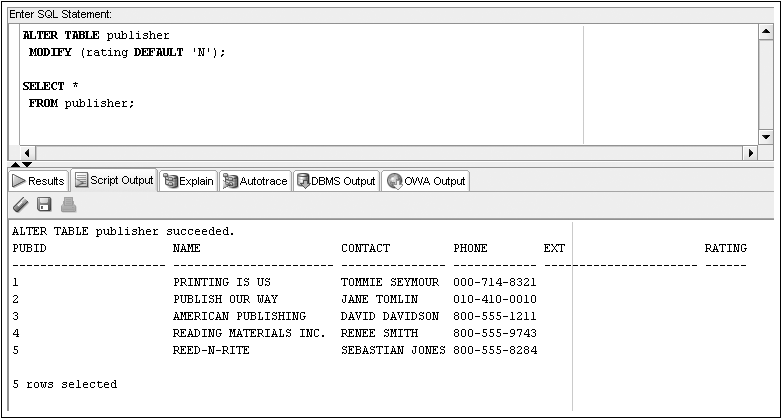 Enter SQL Statement:
ALTER TABLE publisher
MODIFY (rating DEFAULT 'N');
SELECT *
FROM publisher;
Results Script Output Explain Autotrace DBMS Output OWA Output
ALTER TABLE publisher succeeded.
PUBID NAME CONTACT PHONE EXT RATING
--------------------- ----------------------- --------------- ------------ ---------------------- ------
1 PRINTING IS US TOMMIE SEYMOUR 000-714-8321
2 PUBLISH OUR WAY JANE TOMLIN 010-410-0010
3 AMERICAN PUBLISHING DAVID DAVIDSON 800-555-1211
4 READING MATERIALS INC. RENEE SMITH 800-555-9743
5 REED-N-RITE SEBASTIAN JONES 800-555-8284
5 rows selected